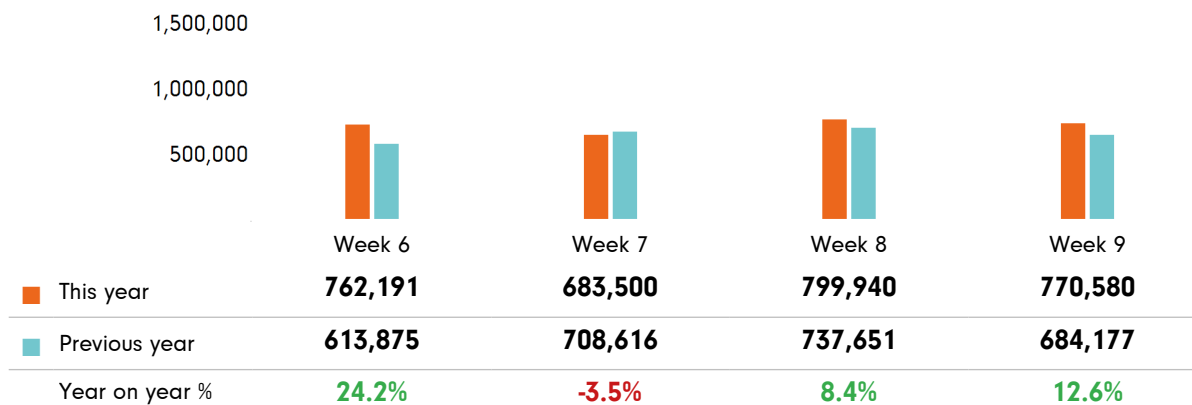 1,500,000
1,000,000
500,000
Week 6 Week 7 Week 8 Week 9
This year 762,191 683,500 799,940 770,580
Previous year 613,875 708,616 737,651 684,177
Year on year % 24.2% -3.5% 8.4% 12.6%